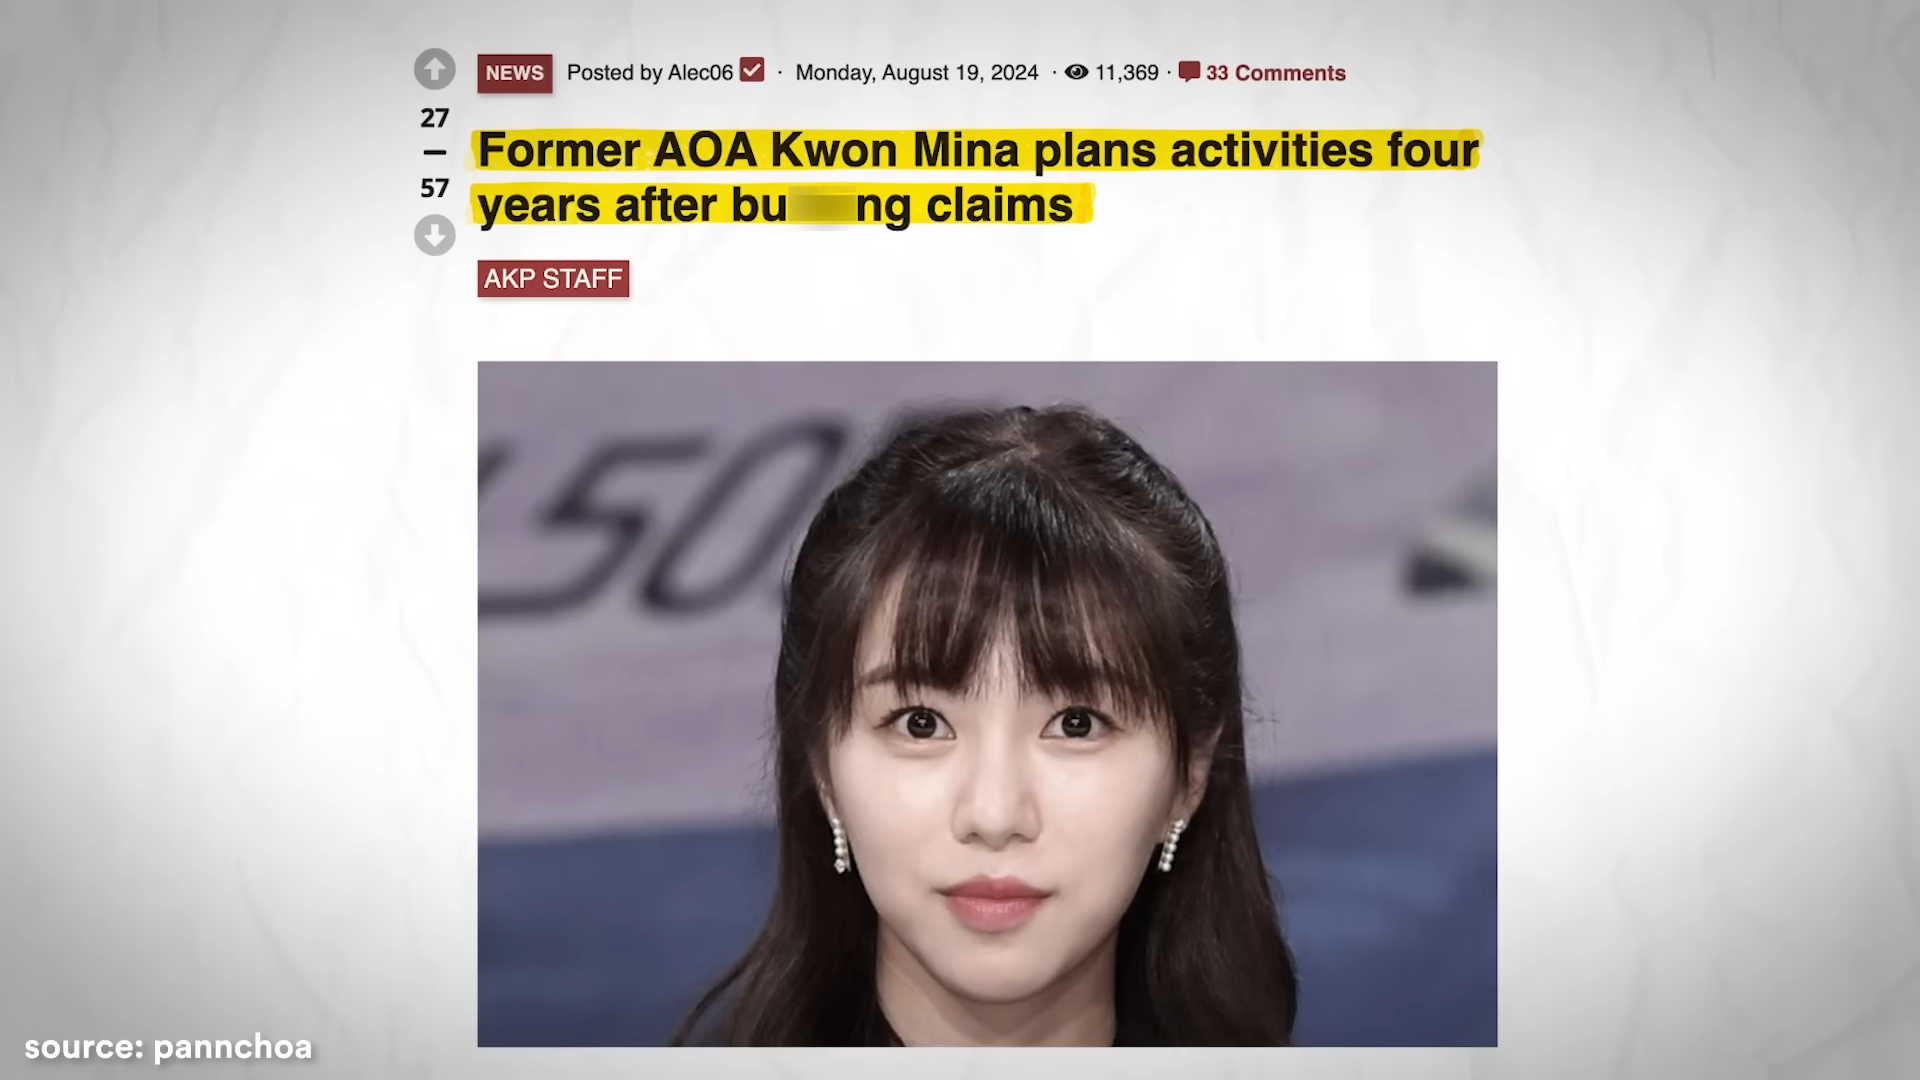 NEWS Posted by Alec06 · Monday, August 19, 2024 · 11,369 · 33 Comments
27
57
Former AOA Kwon Mina plans activities four
years after bu ng claims
AKP STAFF
50
source: pannchoa